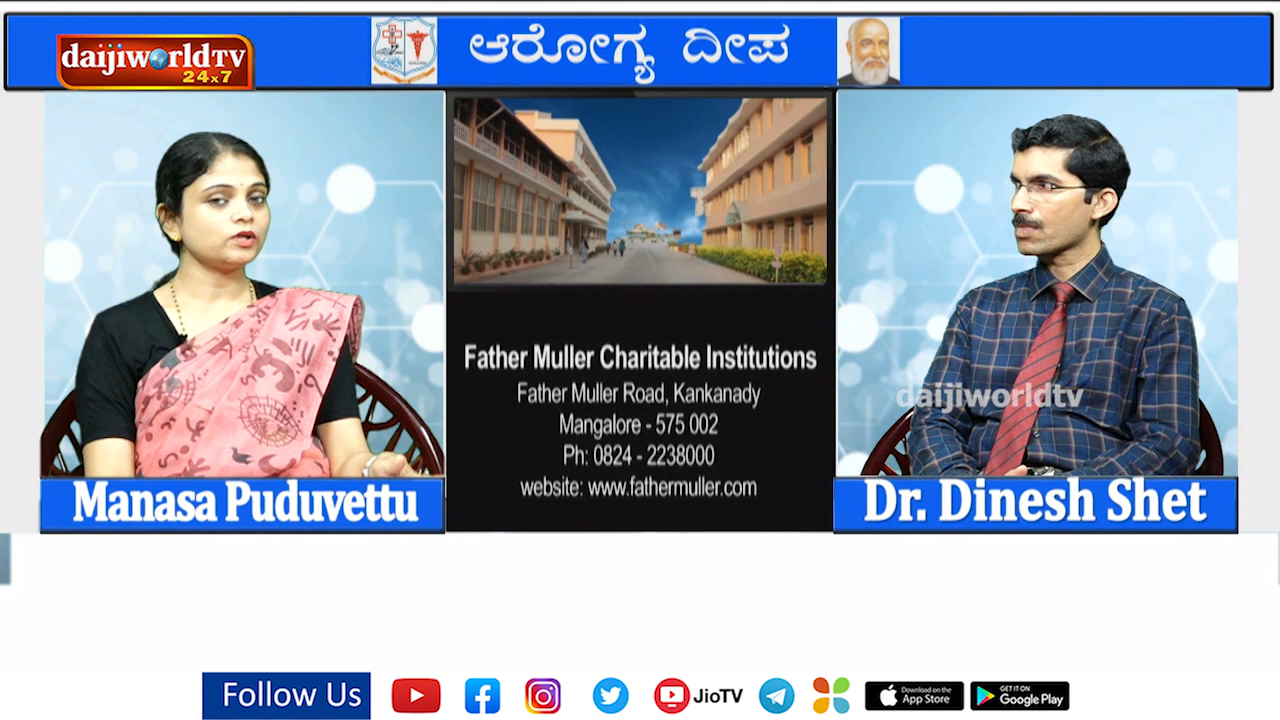 daijiworldTV
24x7
ಆರೋಗ್ಯ ದೀಪ
Father Muller Charitable Institutions
Father Muller Road, Kankanady
Mangalore - 575 002
Ph: 0824 - 2238000
website: www.fathermuller.com
daijiworldtv
Manasa Puduvettu
Dr. Dinesh Shet
Follow Us
JioTV
Download on the
App Store
GET IT ON
Google Play